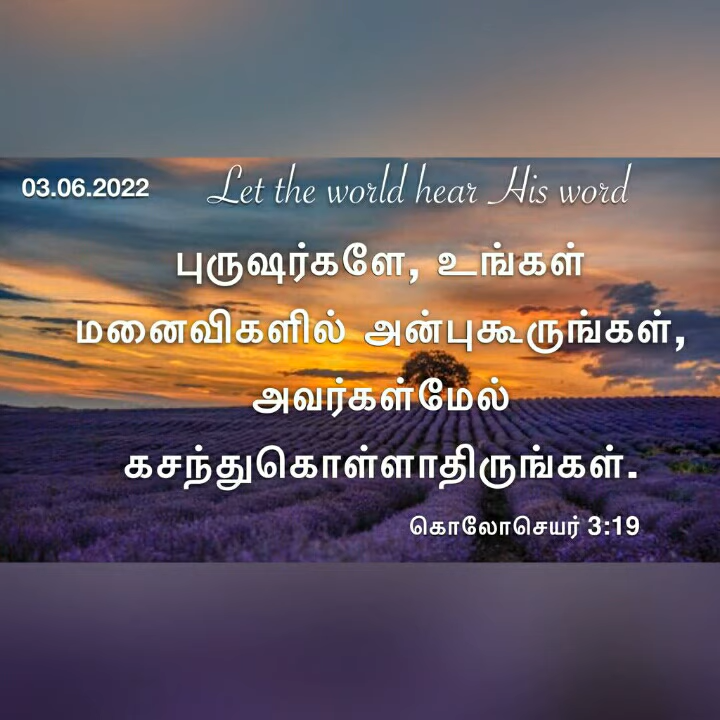 03.06.2022 Let the world hear His word
புருஷர்களே, உங்கள்
மனைவிகளில் அன்புகூருங்கள்,
அவர்கள்மேல்
கசந்துகொள்ளாதிருங்கள்.
கொலோசெயர் 3:19